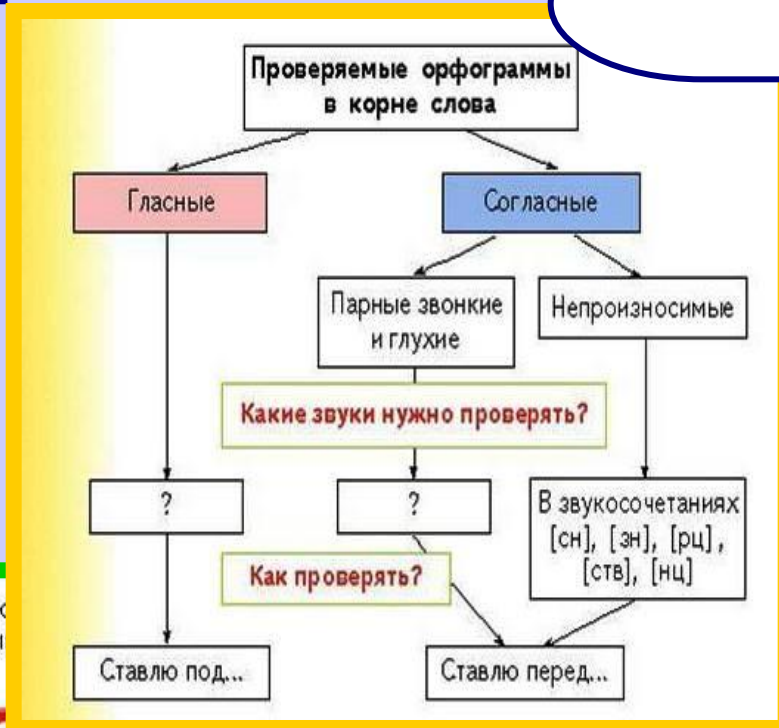 Проверяемые орфограммы
в корне слова
Гласные
Согласные
Парные звонкие
и глухие
Непроизносимые
Какие звуки нужно проверять?
?
?
В звукосочетаниях
[сн], [зн], [рц],
[ств], [нц]
Как проверять?
Ставлю под...
Ставлю перед...